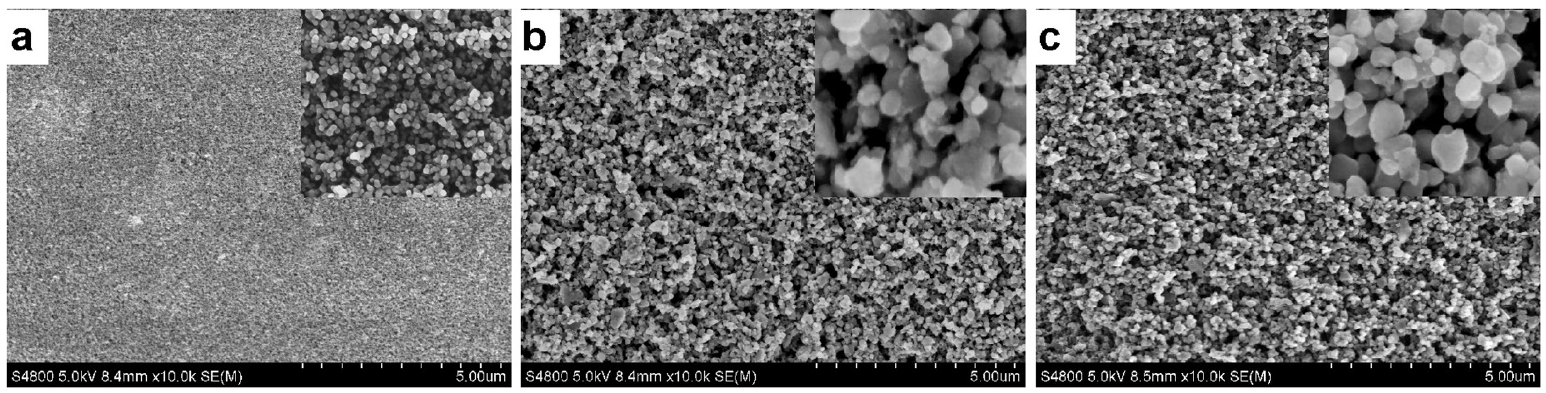 a
b
c
S4800 5.0kV 8.4mm x10.0k SE(M) 5.00um
S4800 5.0kV 8.4mm x10.0k SE(M) 5.00um
S4800 5.0kV 8.5mm x10.0k SE(M) 5.00um